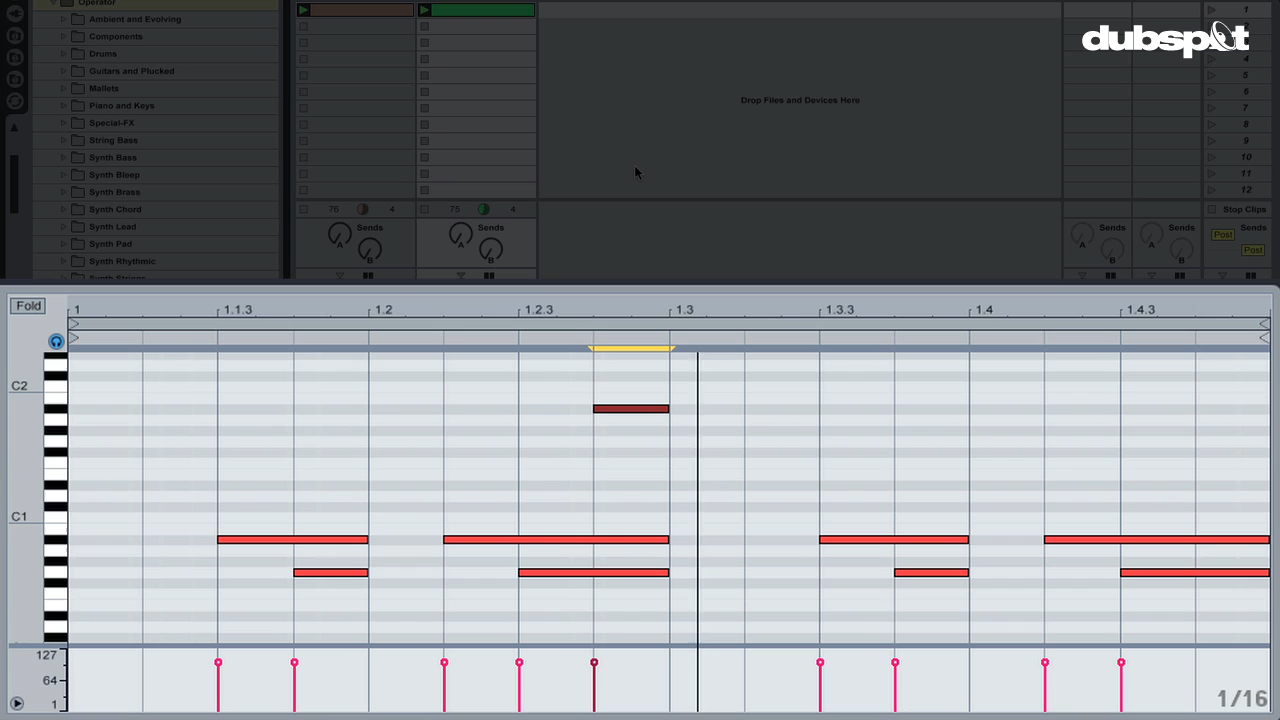 Operator
Ambient and Evolving
Components
Drums
Guitars and Plucked
Mallets
Piano and Keys
Special-FX
String Bass
Synth Bass
Synth Bleep
Synth Brass
Synth Chord
Synth Lead
Synth Pad
Synth Rhythmic
Synth Strings
Drop Files and Devices Here
dubspot
1
2
3
4
5
6
7
8
9
10
11
12
76 4 75 4 Stop Clips
Sends Sends Sends Sends Sends
A A A A Post
B B B B Post
Fold
1 1.1.3 1.2 1.2.3 1.3 1.3.3 1.4 1.4.3
C2
C1
127
64
1
1/16